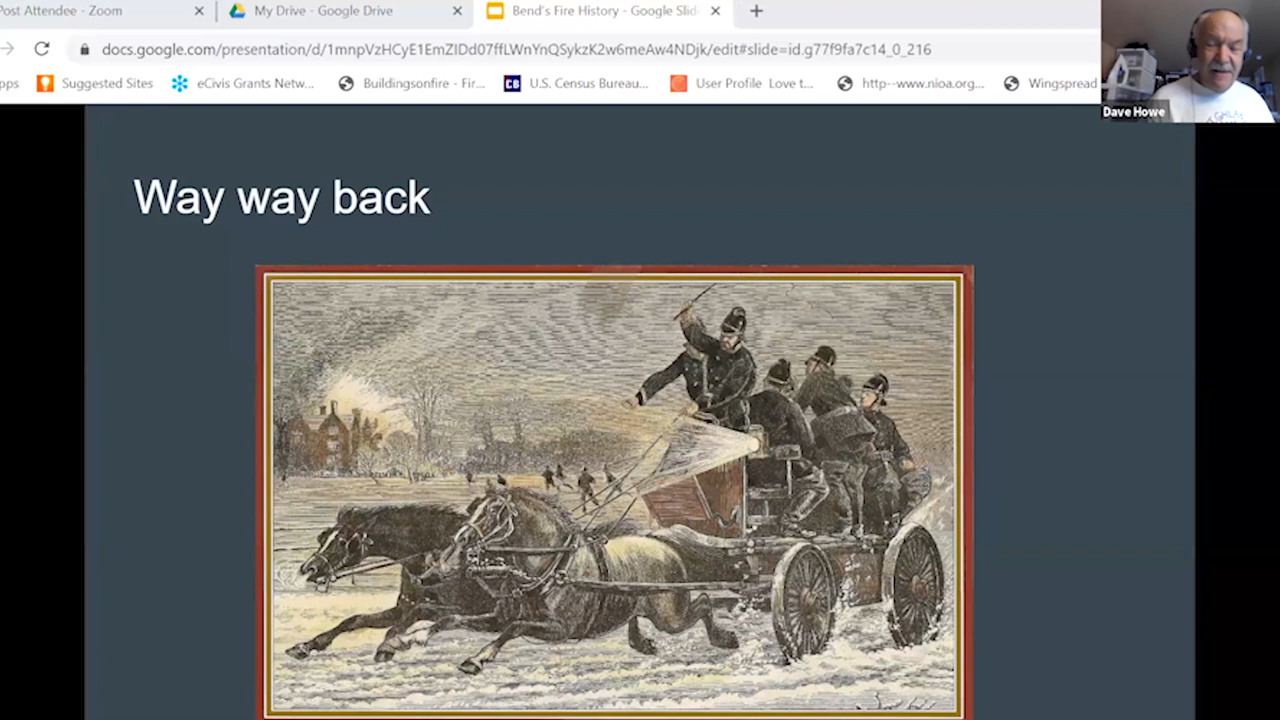 Post Attendee - Zoom
My Drive - Google Drive
Bend's Fire History - Google Slid
docs.google.com/presentation/d/1mnpVzHCyE1EmZIDd07ffLWnYnQSykzK2w6meAw4NDjk/edit#slide=id.g77f9fa7c14_0_216
pps
Suggested Sites
eCivis Grants Netw...
Buildingsonfire - Fir...
CB
U.S. Census Bureau...
User Profile Love t...
http--www.nioa.org...
Wingspread
Dave Howe
Way way back